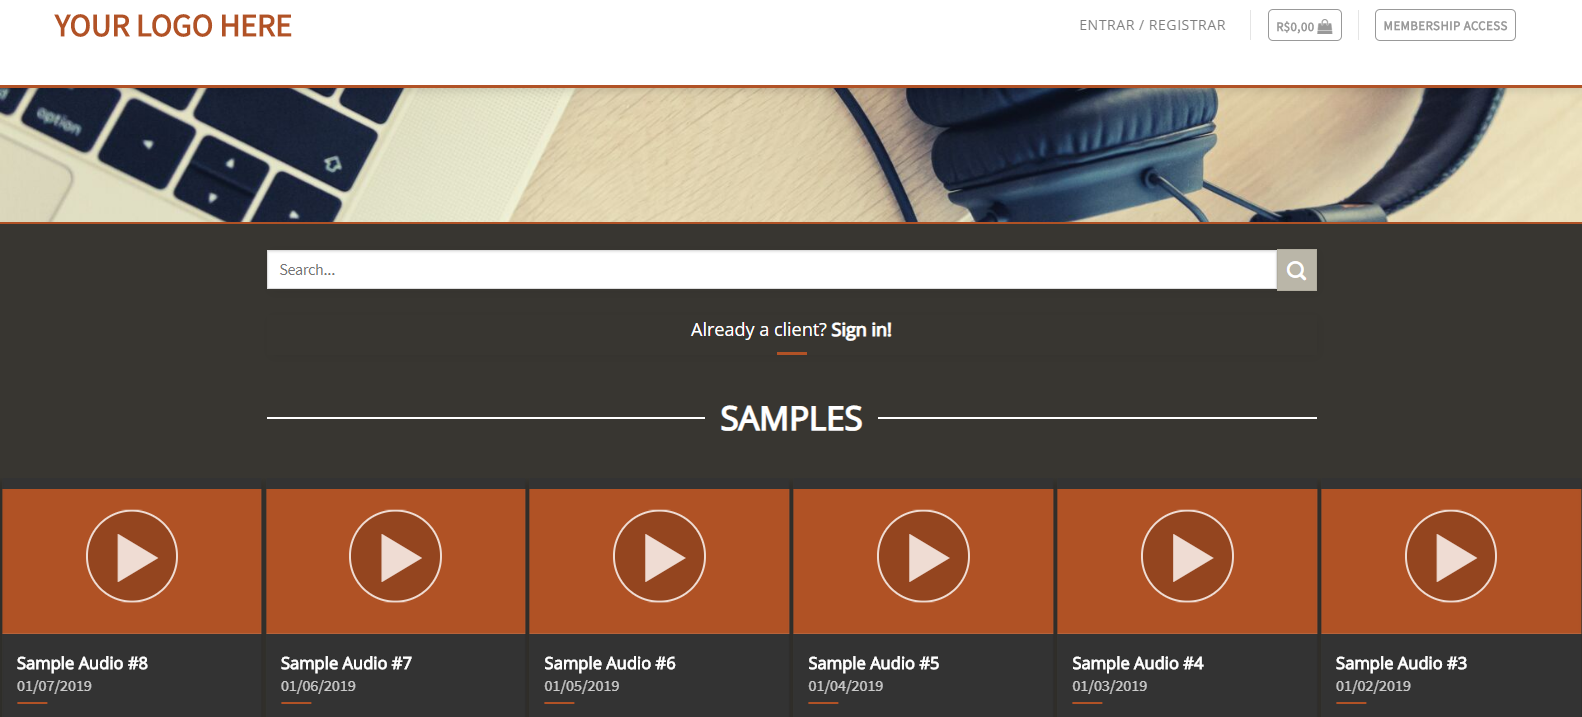 YOUR LOGO HERE
ENTRAR / REGISTRAR
R$0,00
MEMBERSHIP ACCESS
option
Search...
Already a client? Sign in!
SAMPLES
Sample Audio #8
01/07/2019
Sample Audio #7
01/06/2019
Sample Audio #6
01/05/2019
Sample Audio #5
01/04/2019
Sample Audio #4
01/03/2019
Sample Audio #3
01/02/2019